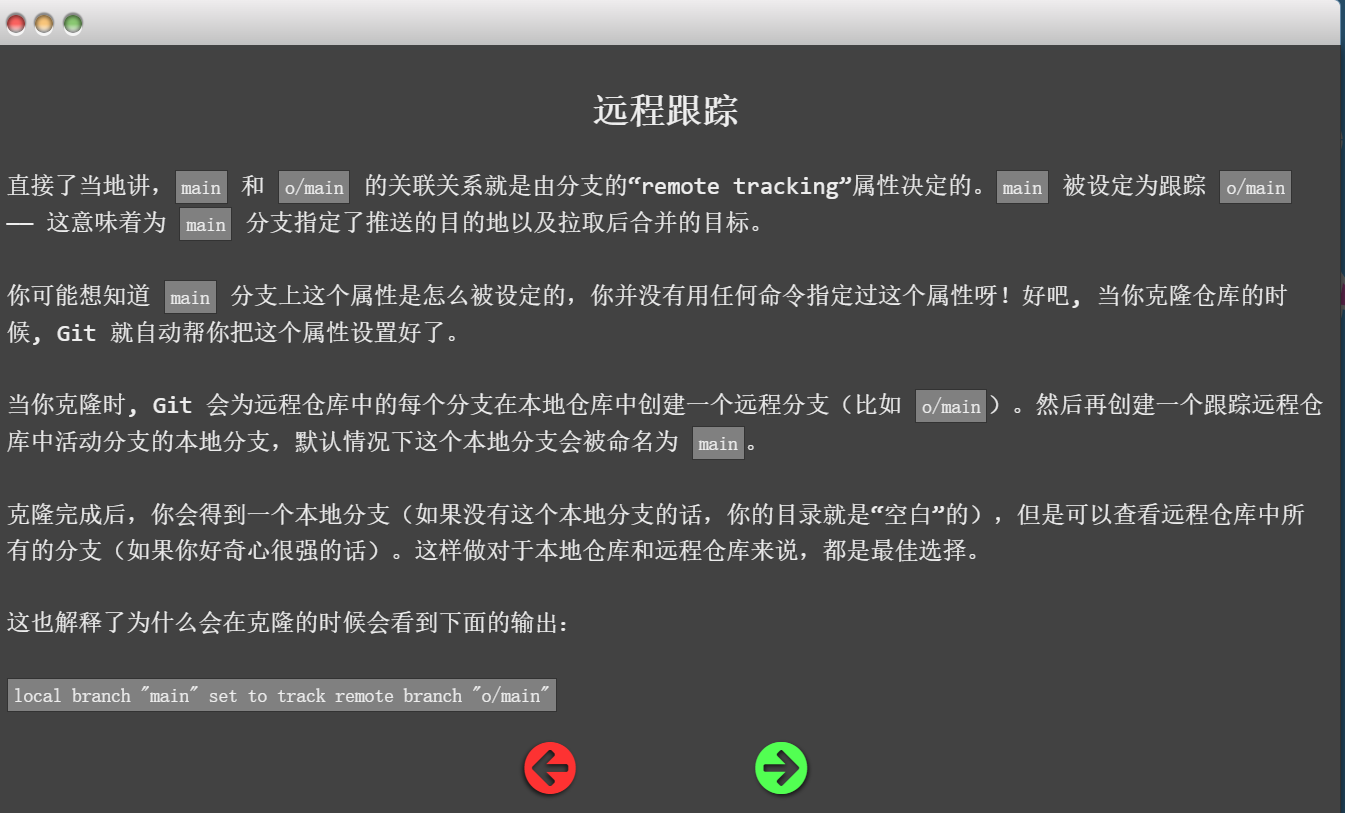 远程跟踪
直接了当地讲，main 和 o/main 的关联关系就是由分支的“remote tracking”属性决定的。main 被设定为跟踪 o/main
—— 这意味着为 main 分支指定了推送的目的地以及拉取后合并的目标。
你可能想知道 main 分支上这个属性是怎么被设定的，你并没有用任何命令指定过这个属性呀！好吧, 当你克隆仓库的时
候, Git 就自动帮你把这个属性设置好了。
当你克隆时, Git 会为远程仓库中的每个分支在本地仓库中创建一个远程分支（比如 o/main）。然后再创建一个跟踪远程仓
库中活动分支的本地分支，默认情况下这个本地分支会被命名为 main。
克隆完成后，你会得到一个本地分支（如果没有这个本地分支的话，你的目录就是“空白”的），但是可以查看远程仓库中所
有的分支（如果你好奇心很强的话）。这样做对于本地仓库和远程仓库来说，都是最佳选择。
这也解释了为什么会在克隆的时候会看到下面的输出：
local branch "main" set to track remote branch "o/main"